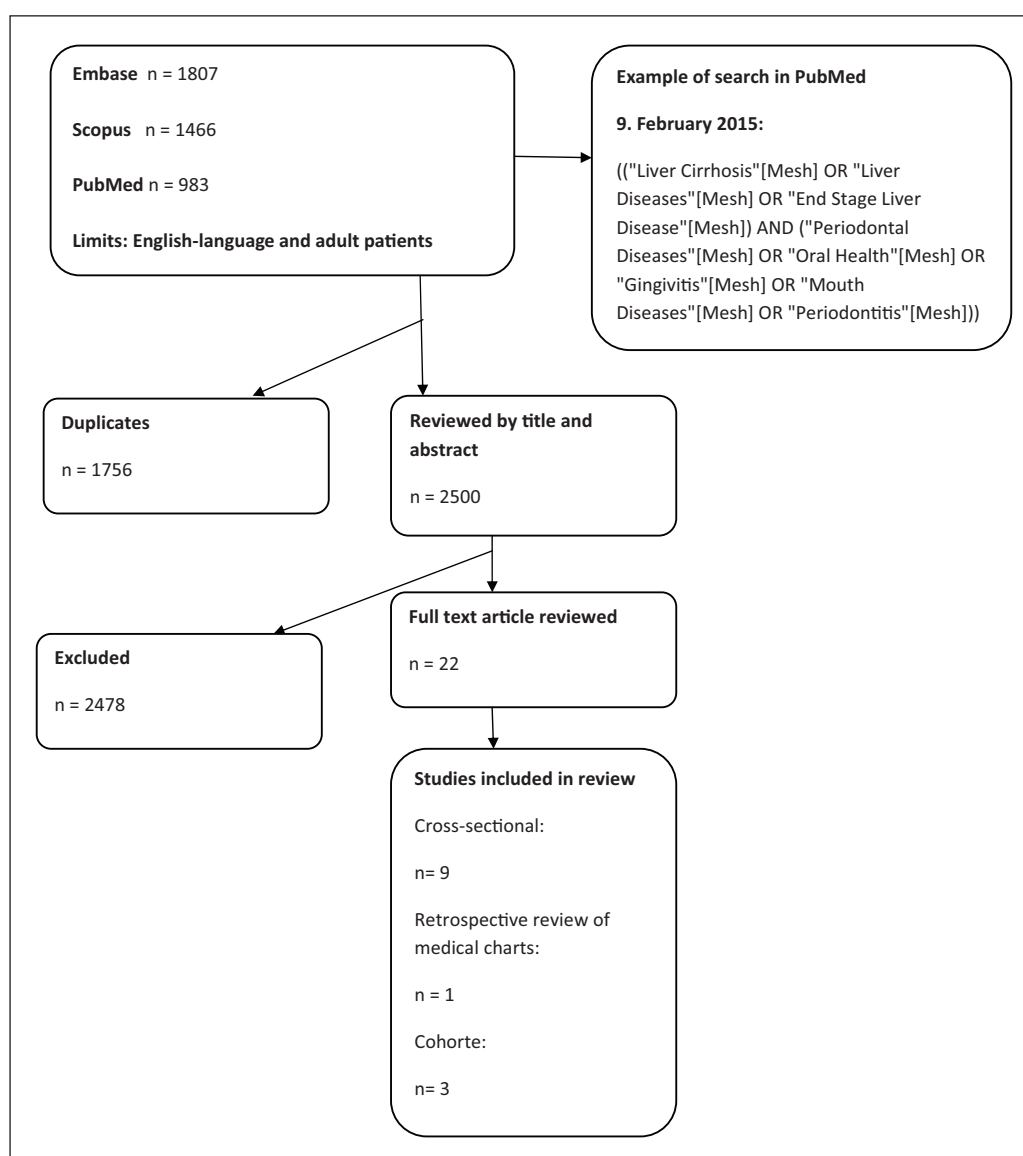 Embase n = 1807
Scopus n = 1466
PubMed n = 983
Limits: English-language and adult patients
Example of search in PubMed
9. February 2015:
(("Liver Cirrhosis"[Mesh] OR "Liver
Diseases"[Mesh] OR "End Stage Liver
Disease"[Mesh]) AND ("Periodontal
Diseases"[Mesh] OR "Oral Health"[Mesh] OR
"Gingivitis"[Mesh] OR "Mouth
Diseases"[Mesh] OR "Periodontitis"[Mesh]))
Duplicates
n = 1756
Reviewed by title and
abstract
n = 2500
Excluded
n = 2478
Full text article reviewed
n = 22
Studies included in review
Cross-sectional:
n= 9
Retrospective review of
medical charts:
n = 1
Cohorte:
n= 3